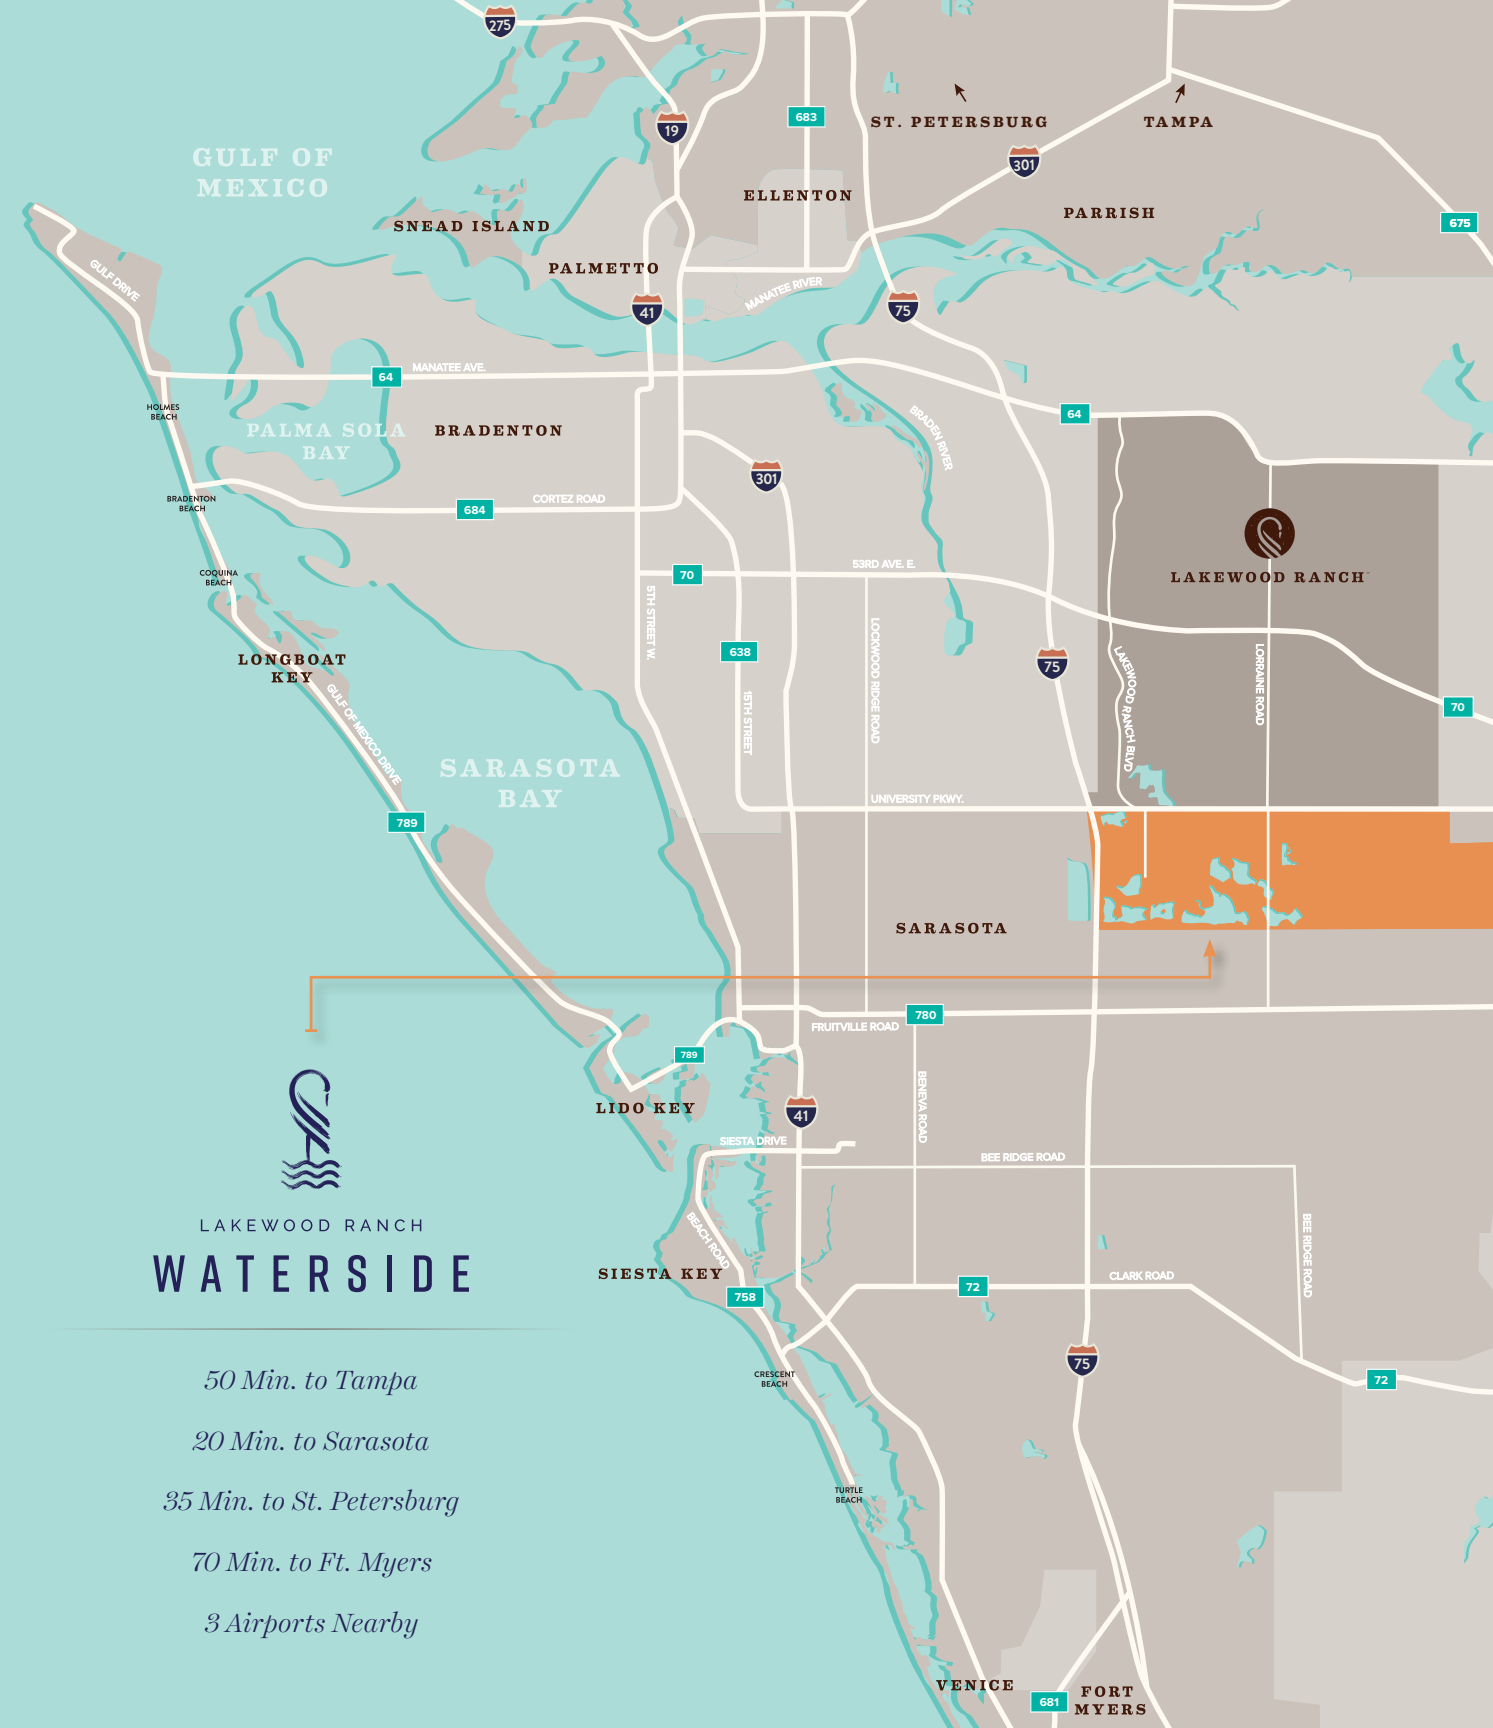 275
19
683
ST. PETERSBURG
TAMPA
301
GULF OF
MEXICO
ELLENTON
PARRISH
675
SNEAD ISLAND
PALMETTO
GULF DRIVE
MANATEE RIVER
41
75
MANATEE AVE.
64
HOLMES
BEACH
64
PALMA SOLA
BAY
BRADENTON
BRADEN RIVER
301
BRADENTON
BEACH
CORTEZ ROAD
684
LAKEWOOD RANCH
COQUINA
BEACH
70
53RD AVE. E.
5TH STREET W.
638
LOCKWOOD RIDGE ROAD
75
LAKEWOOD RANCH BLVD
LORRAINE ROAD
LONGBOAT
KEY
GULF OF MEXICO DRIVE
15TH STREET
70
SARASOTA
BAY
789
UNIVERSITY PKWY.
SARASOTA
780
FRUITVILLE ROAD
789
LIDO KEY
41
BENEVA ROAD
SIESTA DRIVE
BEE RIDGE ROAD
BEACH ROAD
BEE RIDGE ROAD
SIESTA KEY
758
72
CLARK ROAD
75
CRESCENT
BEACH
72
TURTLE
BEACH
VENICE
681
FORT
MYERS
LAKEWOOD RANCH
WATERSIDE
50 Min. to Tampa
20 Min. to Sarasota
35 Min. to St. Petersburg
70 Min. to Ft. Myers
3 Airports Nearby